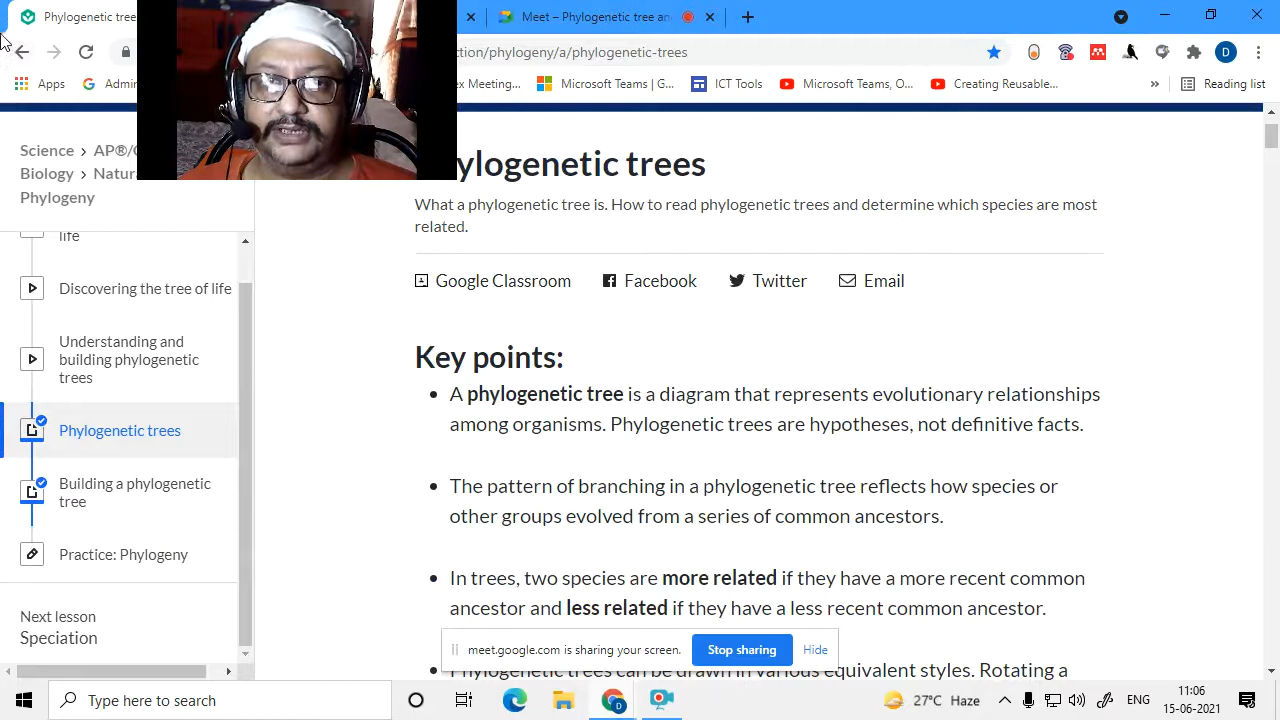 Phylogenetic tre
Meet – Phylogenetic tree an
ction/phylogeny/a/phylogenetic-trees
D
Apps
Admin
ex Meeting...
Microsoft Teams | G...
ICT Tools
Microsoft Teams, O...
Creating Reusable...
»
Reading list
Science › AP®/C
Biology › Natur
Phylogeny
life
Discovering the tree of life
Understanding and
building phylogenetic
trees
Phylogenetic trees
Building a phylogenetic
tree
Practice: Phylogeny
Next lesson
Speciation
ylogenetic trees
What a phylogenetic tree is. How to read phylogenetic trees and determine which species are most
related.
Google Classroom
Facebook
Twitter
Email
Key points:
• A phylogenetic tree is a diagram that represents evolutionary relationships
among organisms. Phylogenetic trees are hypotheses, not definitive facts.
• The pattern of branching in a phylogenetic tree reflects how species or
other groups evolved from a series of common ancestors.
• In trees, two species are more related if they have a more recent common
ancestor and less related if they have a less recent common ancestor.
• Phylogenetic trees can be drawn in various equivalent styles. Rotating a
meet.google.com is sharing your screen.
Stop sharing
Hide
Type here to search
27°C Haze
ENG
11:06
15-06-2021